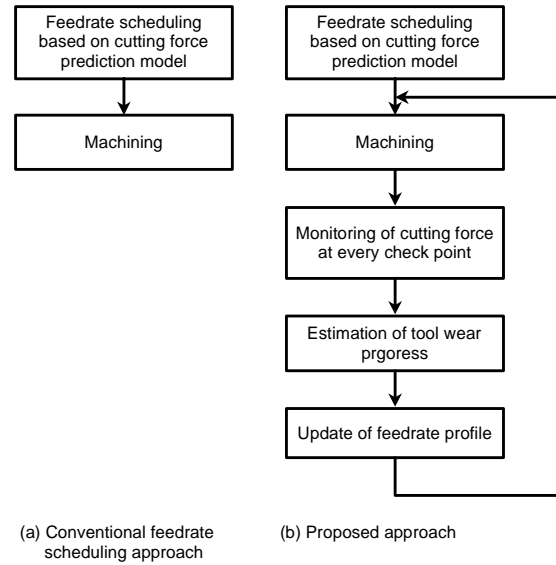 Feedrate scheduling
based on cutting force
prediction model
Machining
(a) Conventional feedrate
scheduling approach
Feedrate scheduling
based on cutting force
prediction model
Machining
Monitoring of cutting force
at every check point
Estimation of tool wear
prgoress
Update of feedrate profile
(b) Proposed approach